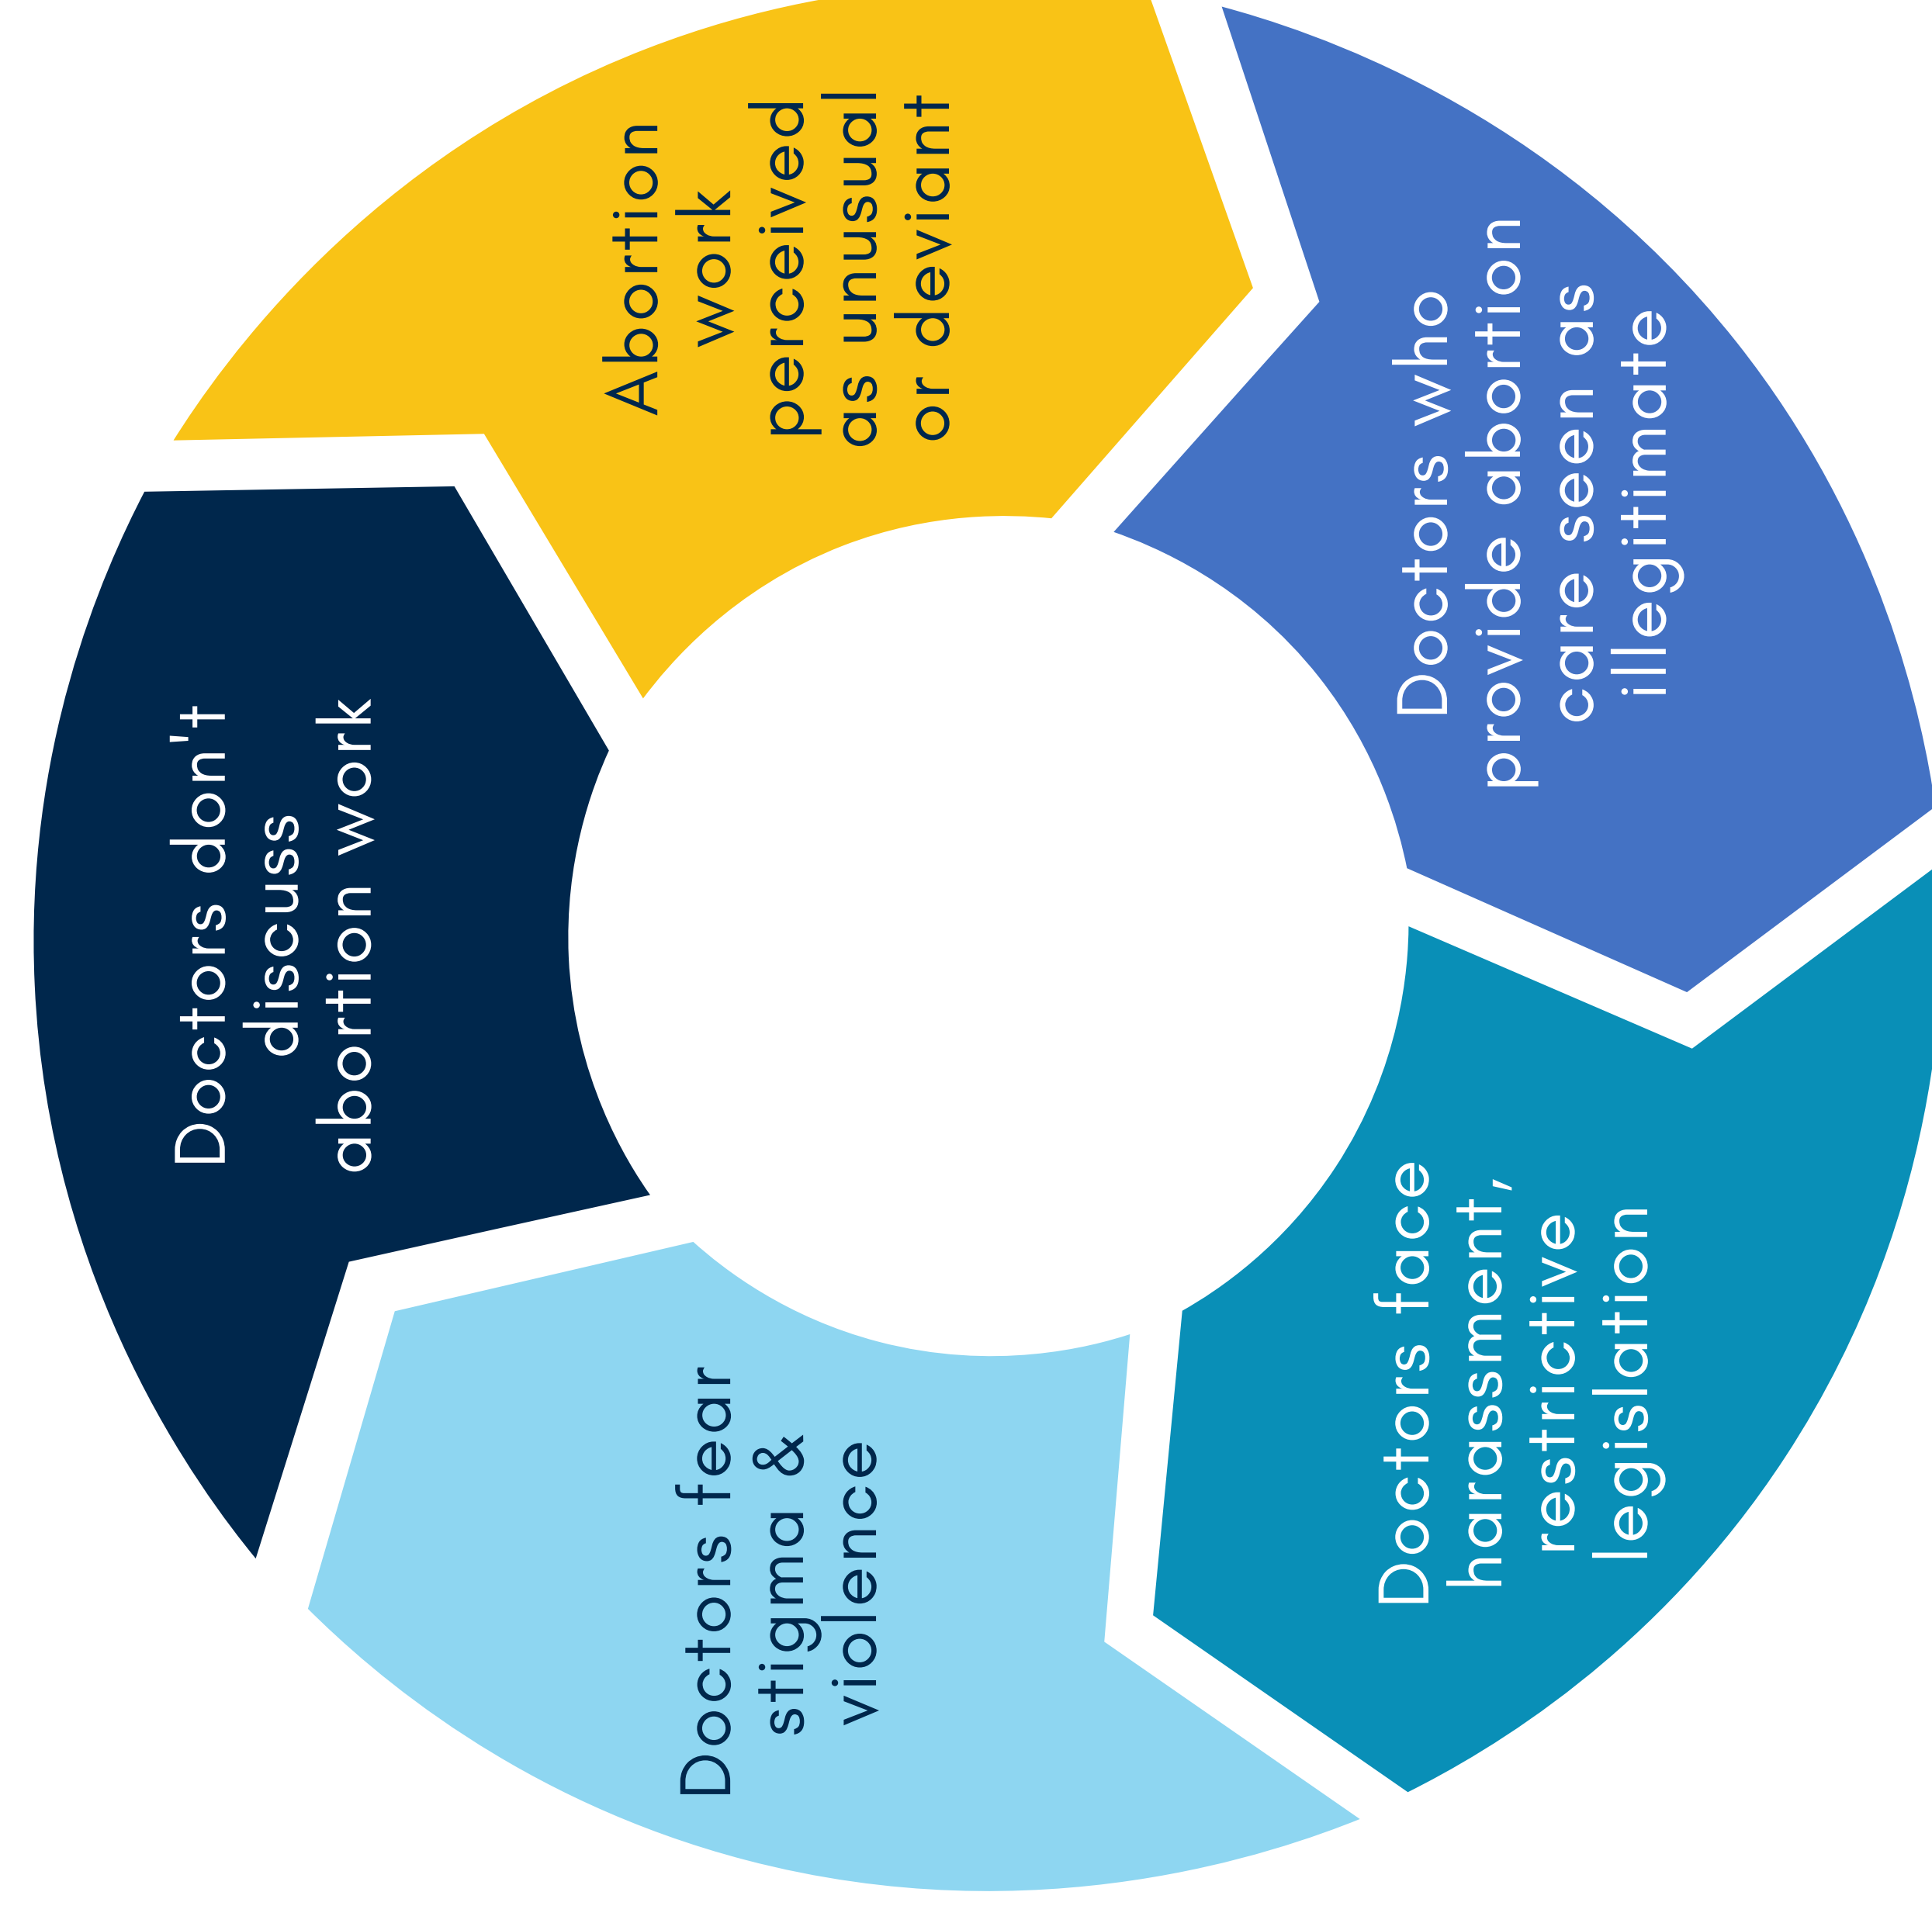 Doctors don't
discuss
abortion work
Abortion
work
perceived
as unusual
or deviant
Doctors who
provide abortion
care seen as
illegitimate
Doctors face
harassment,
restrictive
legislation
Doctors fear
stigma &
violence